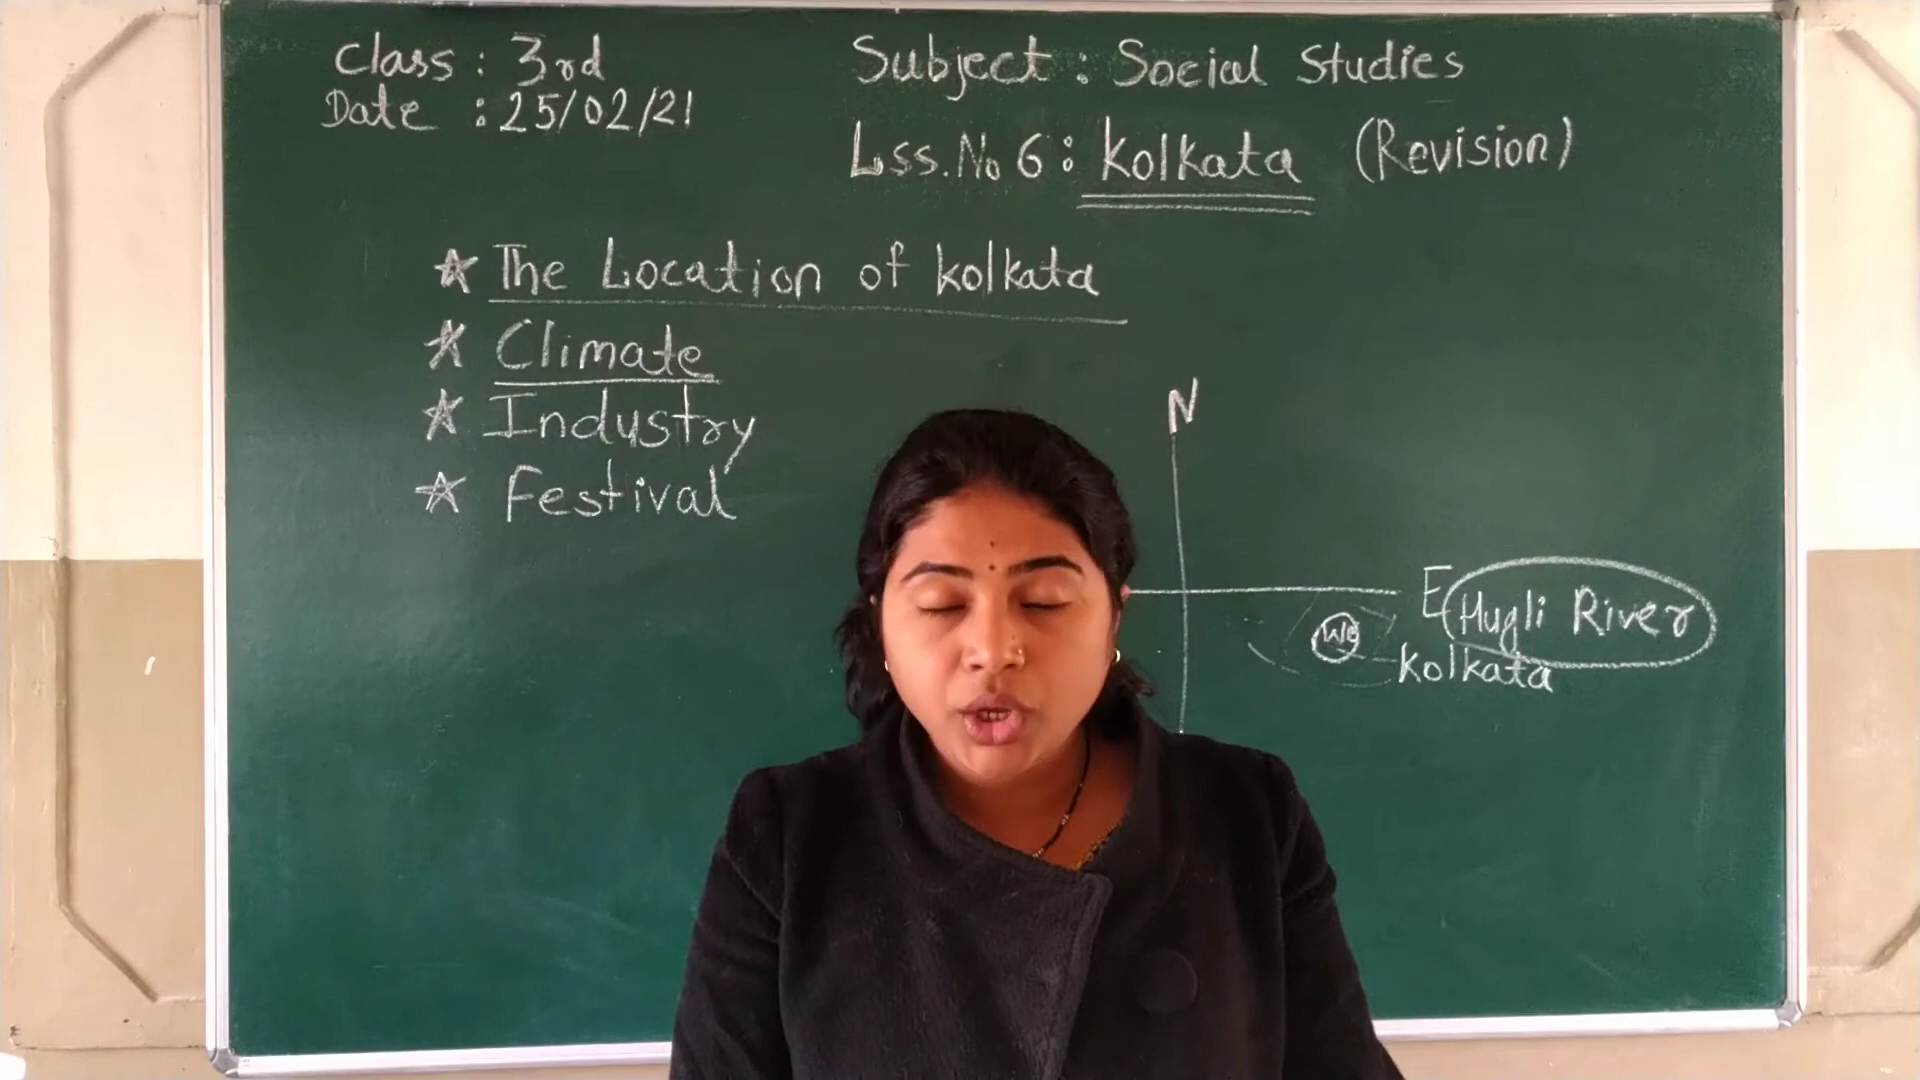 Class : 3rd
Subject : Social Studies
Date : 25/02/21
Lss. No 6 : Kolkata (Revision)
☆ The Location of Kolkata
☆ Climate
☆ Industry
☆ Festival
N
E
Hugli River
Kolkata